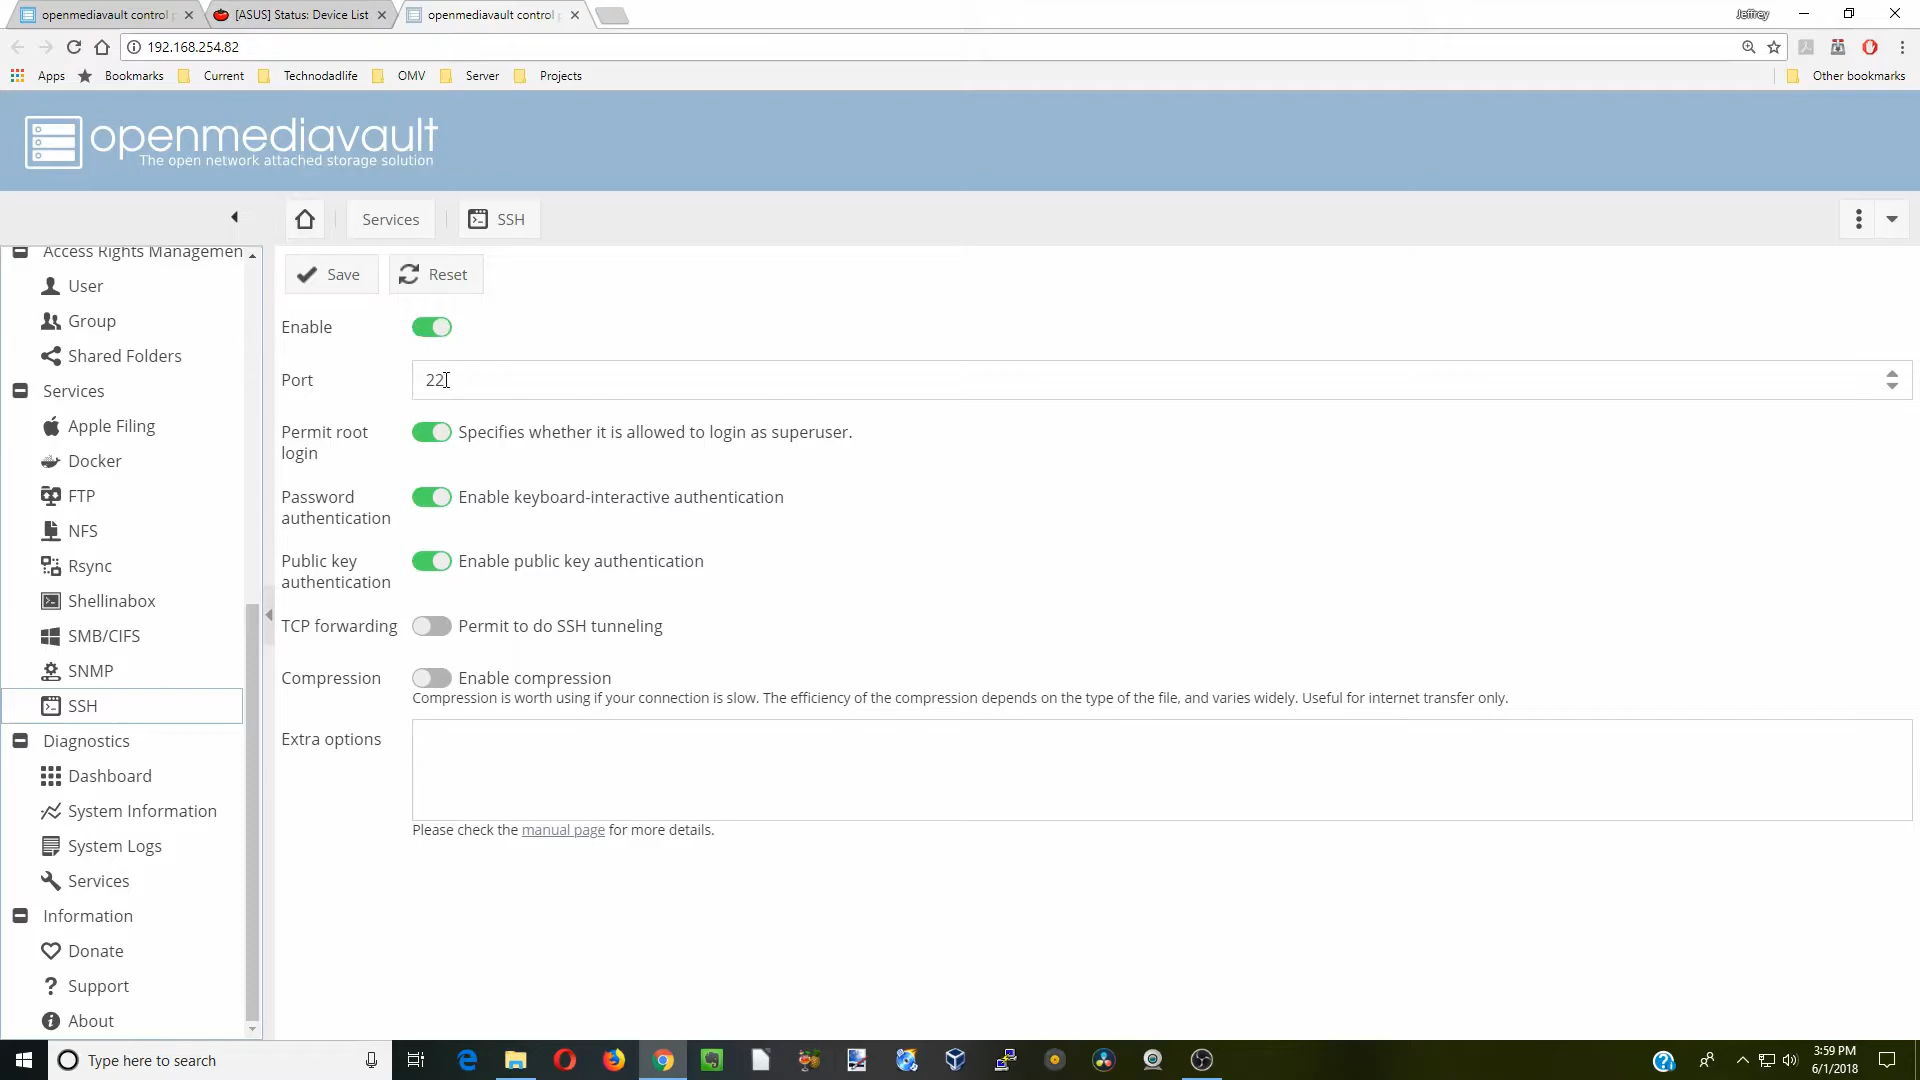 openmediavault control p
[ASUS] Status: Device List
openmediavault control p
Jeffrey
192.168.254.82
Apps
Bookmarks
Current
Technodadlife
OMV
Server
Projects
Other bookmarks
openmediavault
The open network attached storage solution
Services
SSH
Access Rights Managemen
User
Group
Shared Folders
Services
Apple Filing
Docker
FTP
NFS
Rsync
Shellinabox
SMB/CIFS
SNMP
SSH
Diagnostics
Dashboard
System Information
System Logs
Services
Information
Donate
Support
About
Save
Reset
Enable
Port
22
Permit root
login
Specifies whether it is allowed to login as superuser.
Password
authentication
Enable keyboard-interactive authentication
Public key
authentication
Enable public key authentication
TCP forwarding
Permit to do SSH tunneling
Compression
Enable compression
Compression is worth using if your connection is slow. The efficiency of the compression depends on the type of the file, and varies widely. Useful for internet transfer only.
Extra options
Please check the manual page for more details.
Type here to search
3:59 PM
6/1/2018